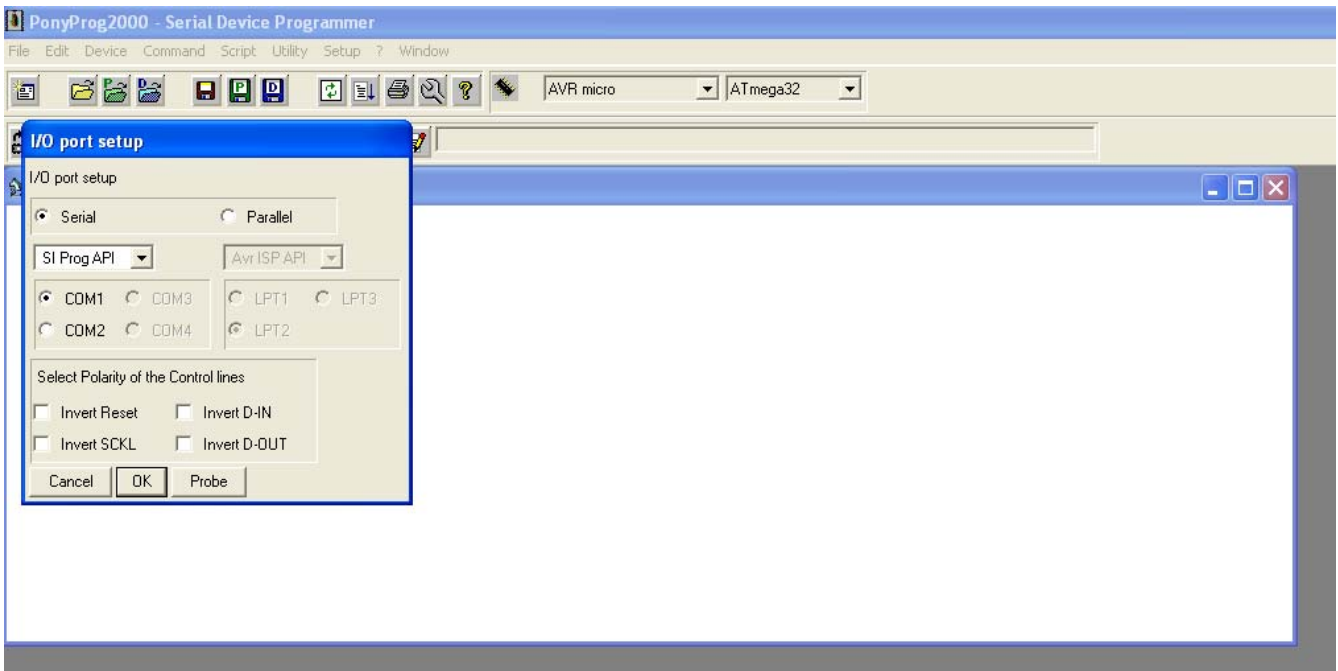 PonyProg2000 - Serial Device Programmer
File Edit Device Command Script Utility Setup ? Window
AVR micro ATmega32
I/O port setup
I/O port setup
Serial Parallel
SI Prog API Avr ISP API
COM1 COM3 LPT1 LPT3
COM2 COM4 LPT2
Select Polarity of the Control lines
Invert Reset Invert D-IN
Invert SCKL Invert D-OUT
Cancel OK Probe